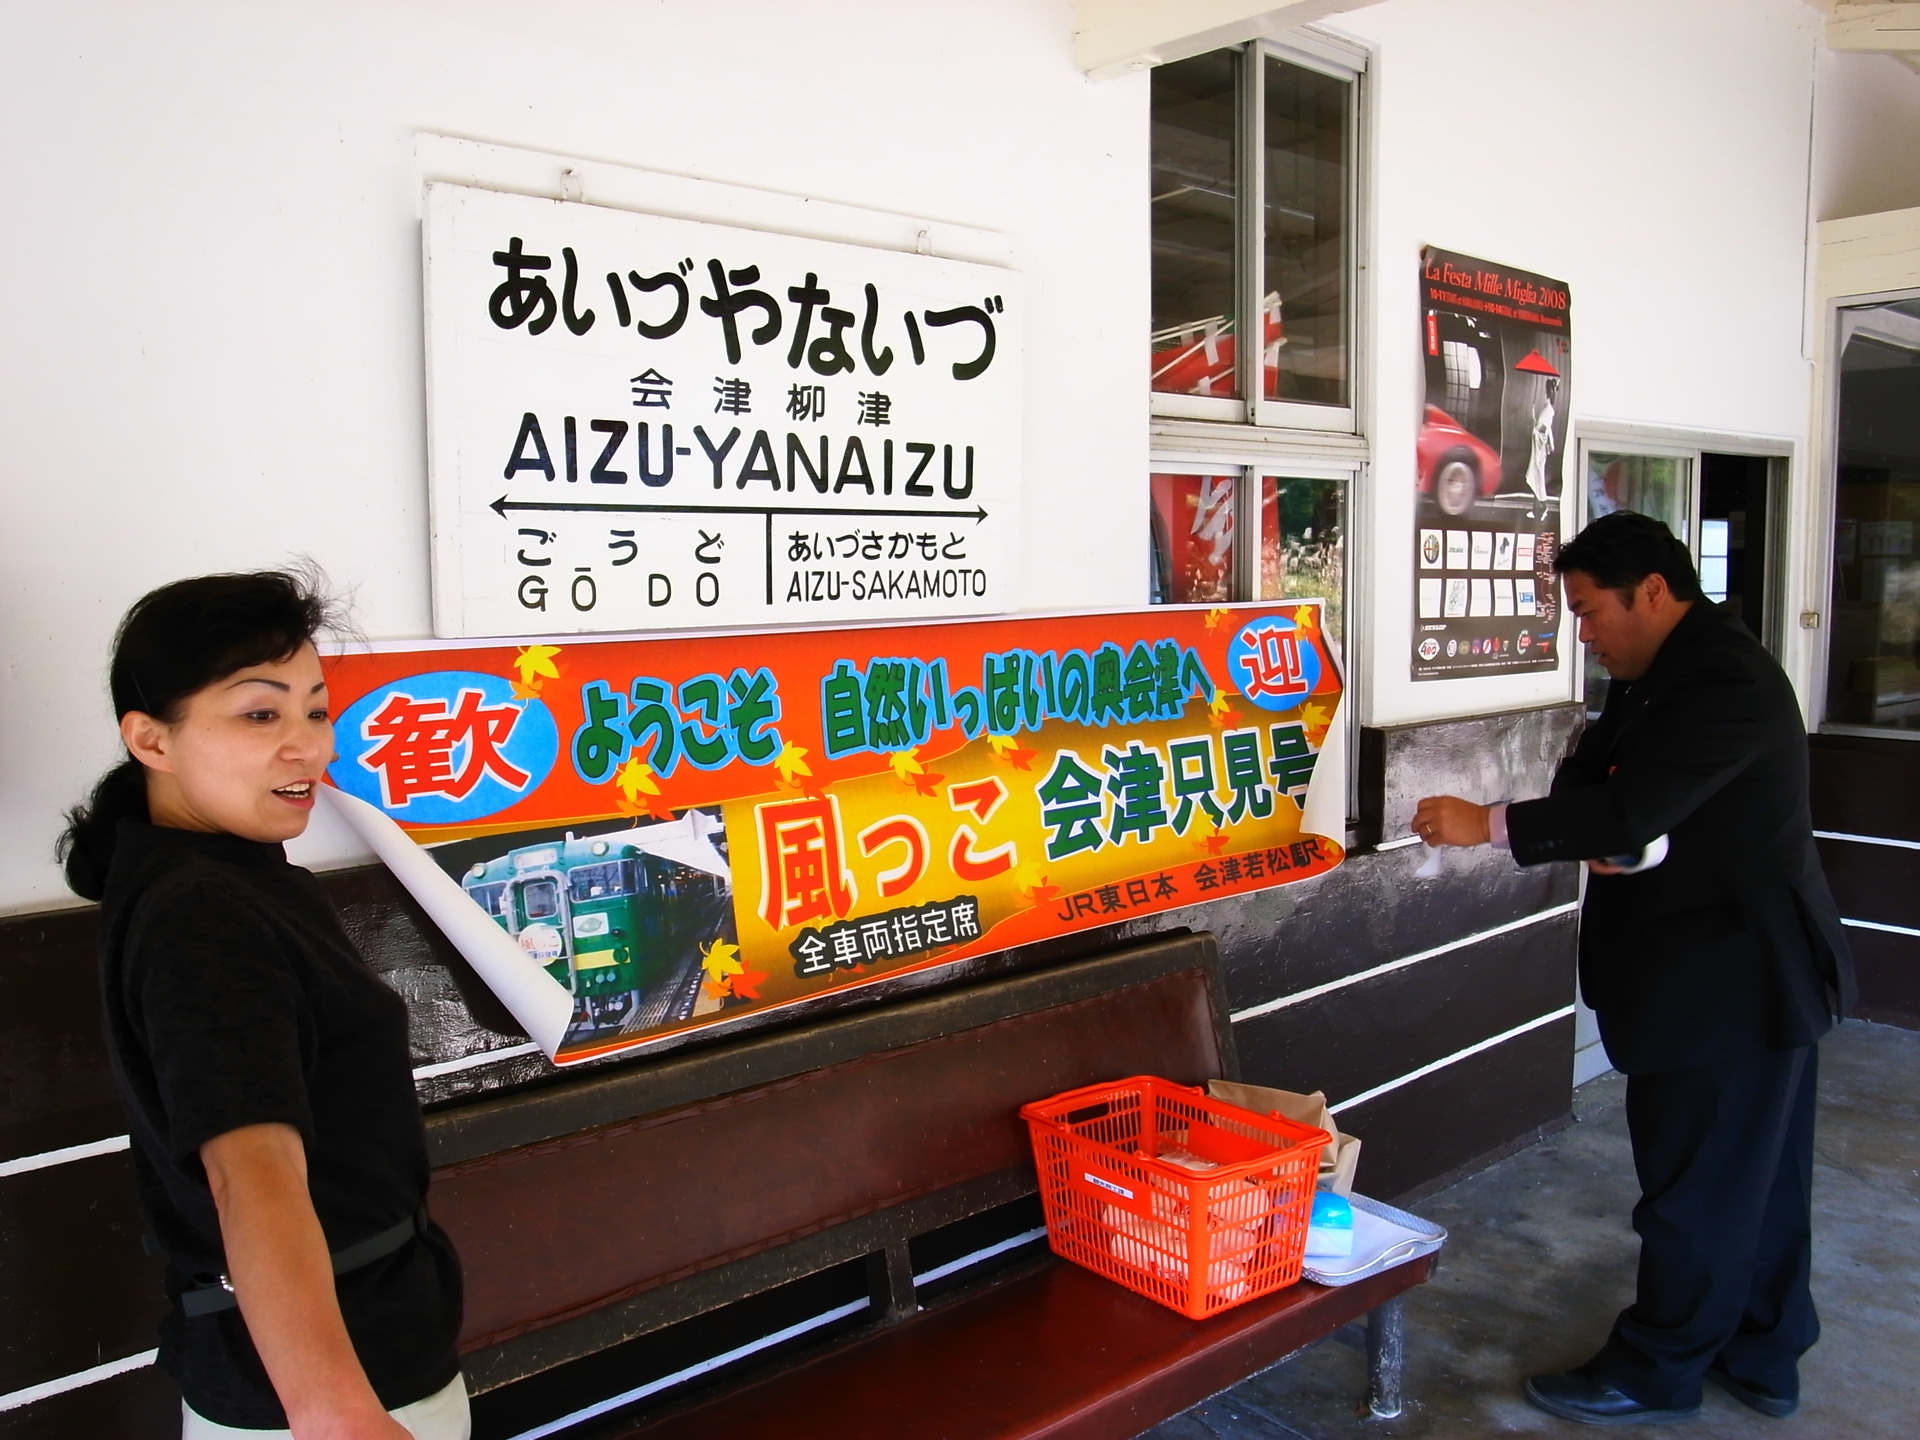 あいづやないづ
会津柳津
AIZU-YANAIZU
ごうど
GŌDO
あいづさかもと
AIZU-SAKAMOTO
歓迎
ようこそ 自然いっぱいの奥会津へ
風っこ 会津只見号
全車両指定席
JR東日本 会津若松駅
La Festa Mille Miglia 2008
DUNLOP